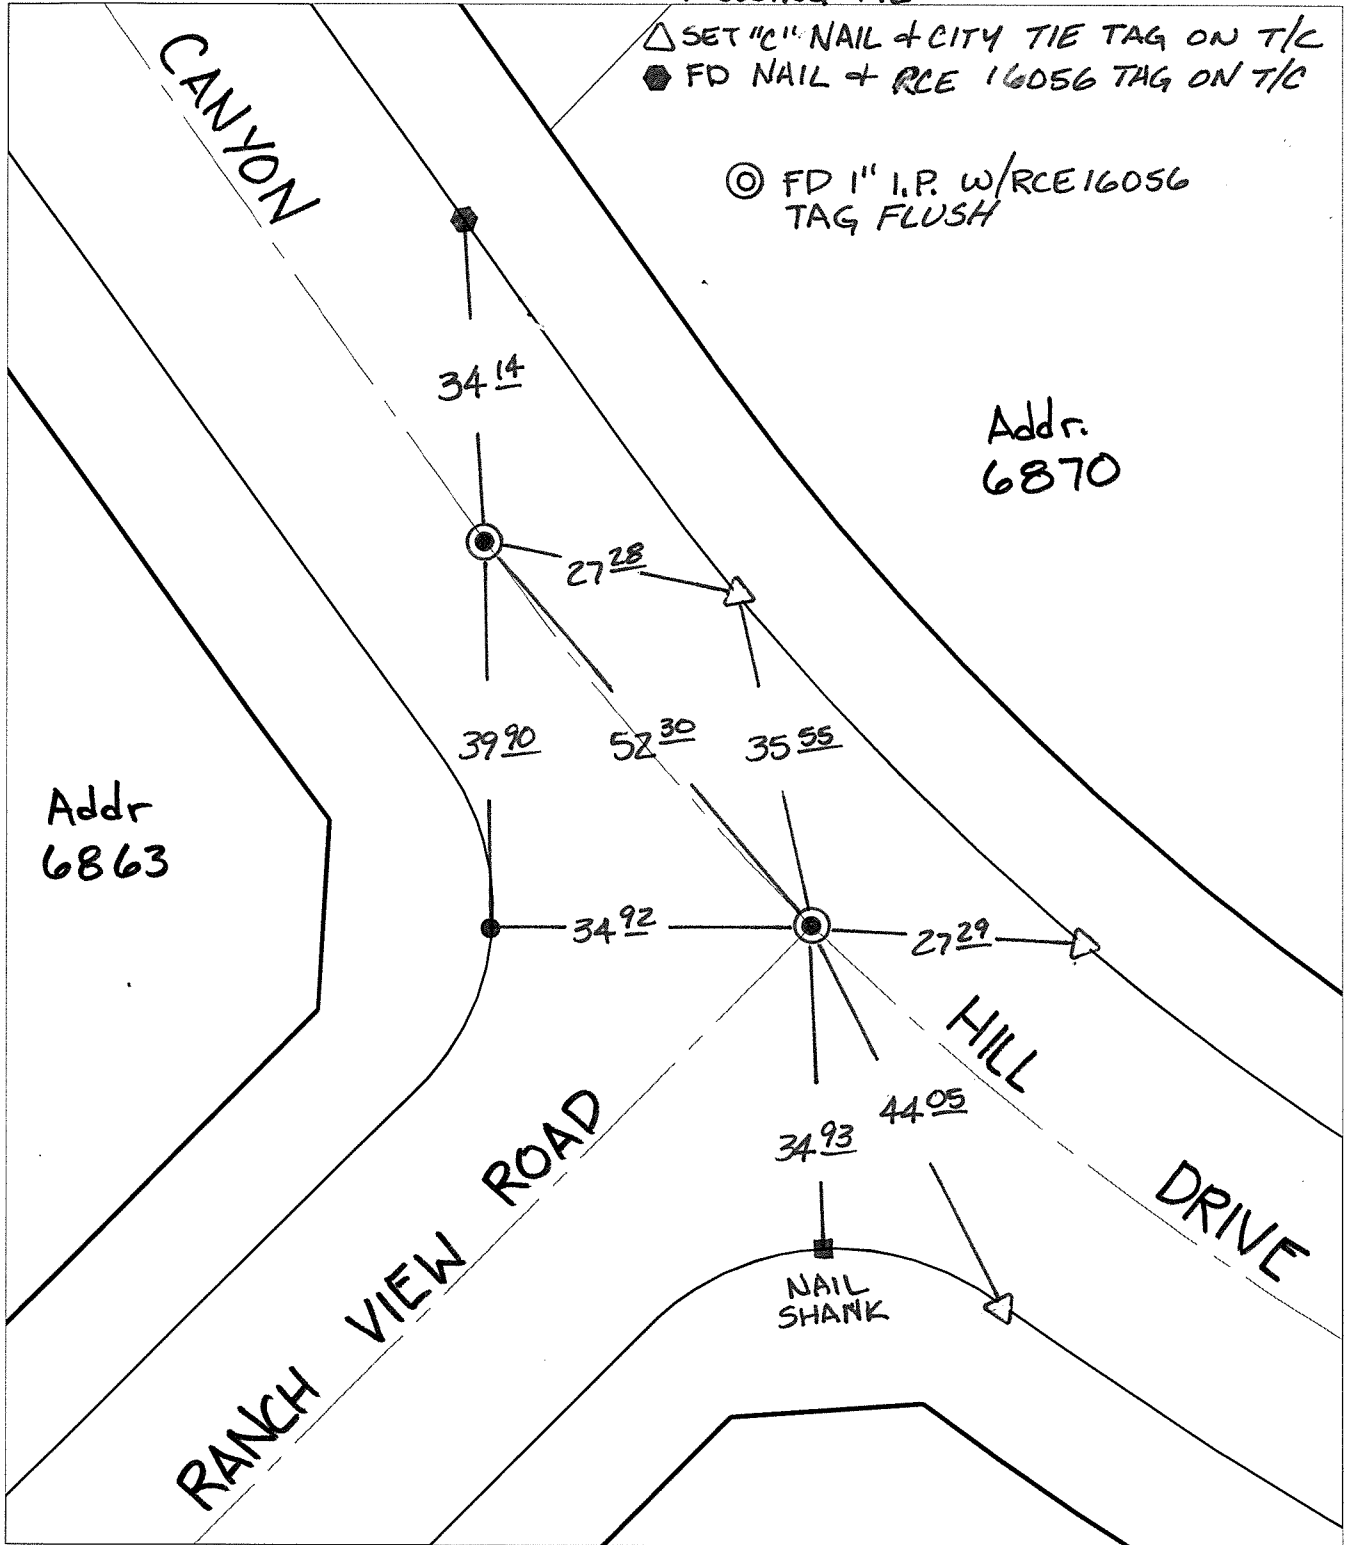 △ SET "C" NAIL & CITY TIE TAG ON T/C
● FD NAIL & RCE 16056 TAG ON T/C
◎ FD 1" I.P. W/RCE 16056
TAG FLUSH
CANYON
34 14
Addr.
6870
27 28
39 90
52 30
35 55
Addr
6863
34 92
27 29
HILL
44 05
34 93
DRIVE
NAIL
SHANK
RANCH VIEW ROAD